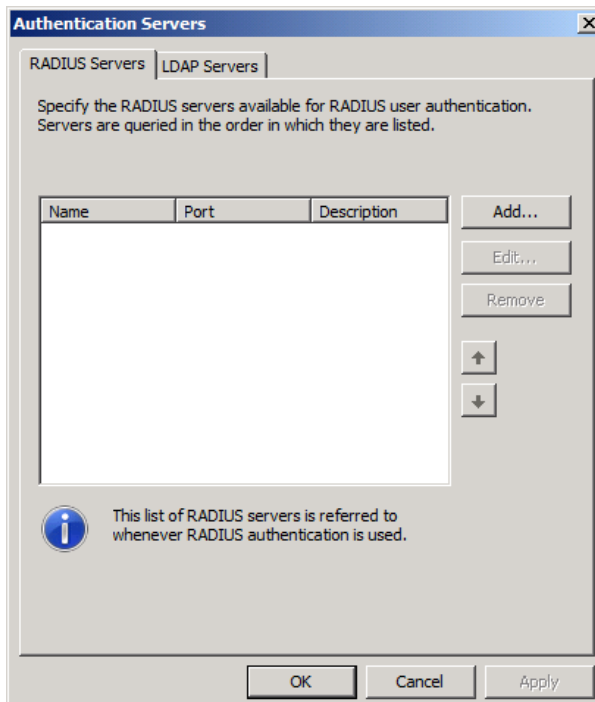 Authentication Servers
RADIUS Servers
LDAP Servers
Specify the RADIUS servers available for RADIUS user authentication.
Servers are queried in the order in which they are listed.
Name
Port
Description
Add...
Edit...
Remove
This list of RADIUS servers is referred to
whenever RADIUS authentication is used.
OK
Cancel
Apply